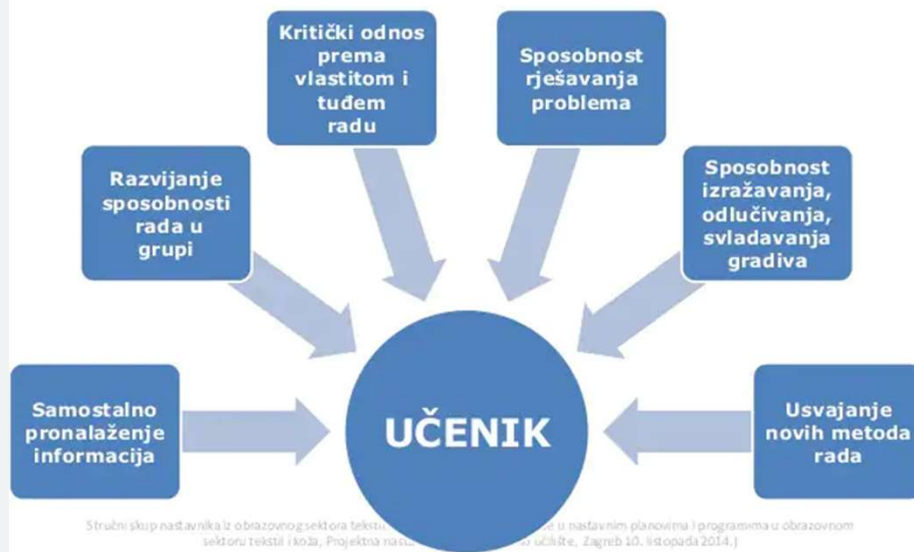 Kritički odnos
prema
vlastitom i
tuđem
radu
Sposobnost
rješavanja
problema
Razvijanje
sposobnosti
rada u
grupi
Sposobnost
izražavanja,
odlučivanja,
svladavanja
gradiva
Samostalno
pronalaženje
informacija
UČENIK
Usvajanje
novih metoda
rada
Stručni skup nastavnika iz obrazovnog sektora tekstil u nastavnim planovima i programima u obrazovnom
sektoru tekstil i koža, Projektna učilište, Zagreb 10. listopada 2014.)